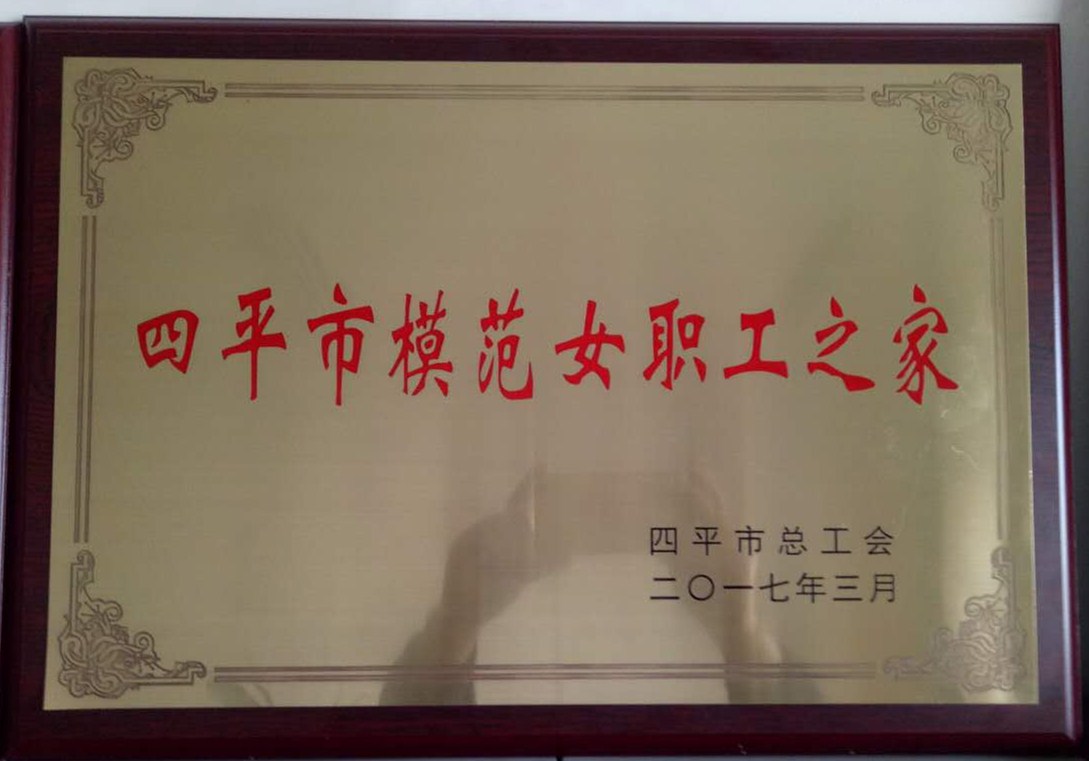 四平市模范女职工之家
四平市总工会
二〇一七年三月